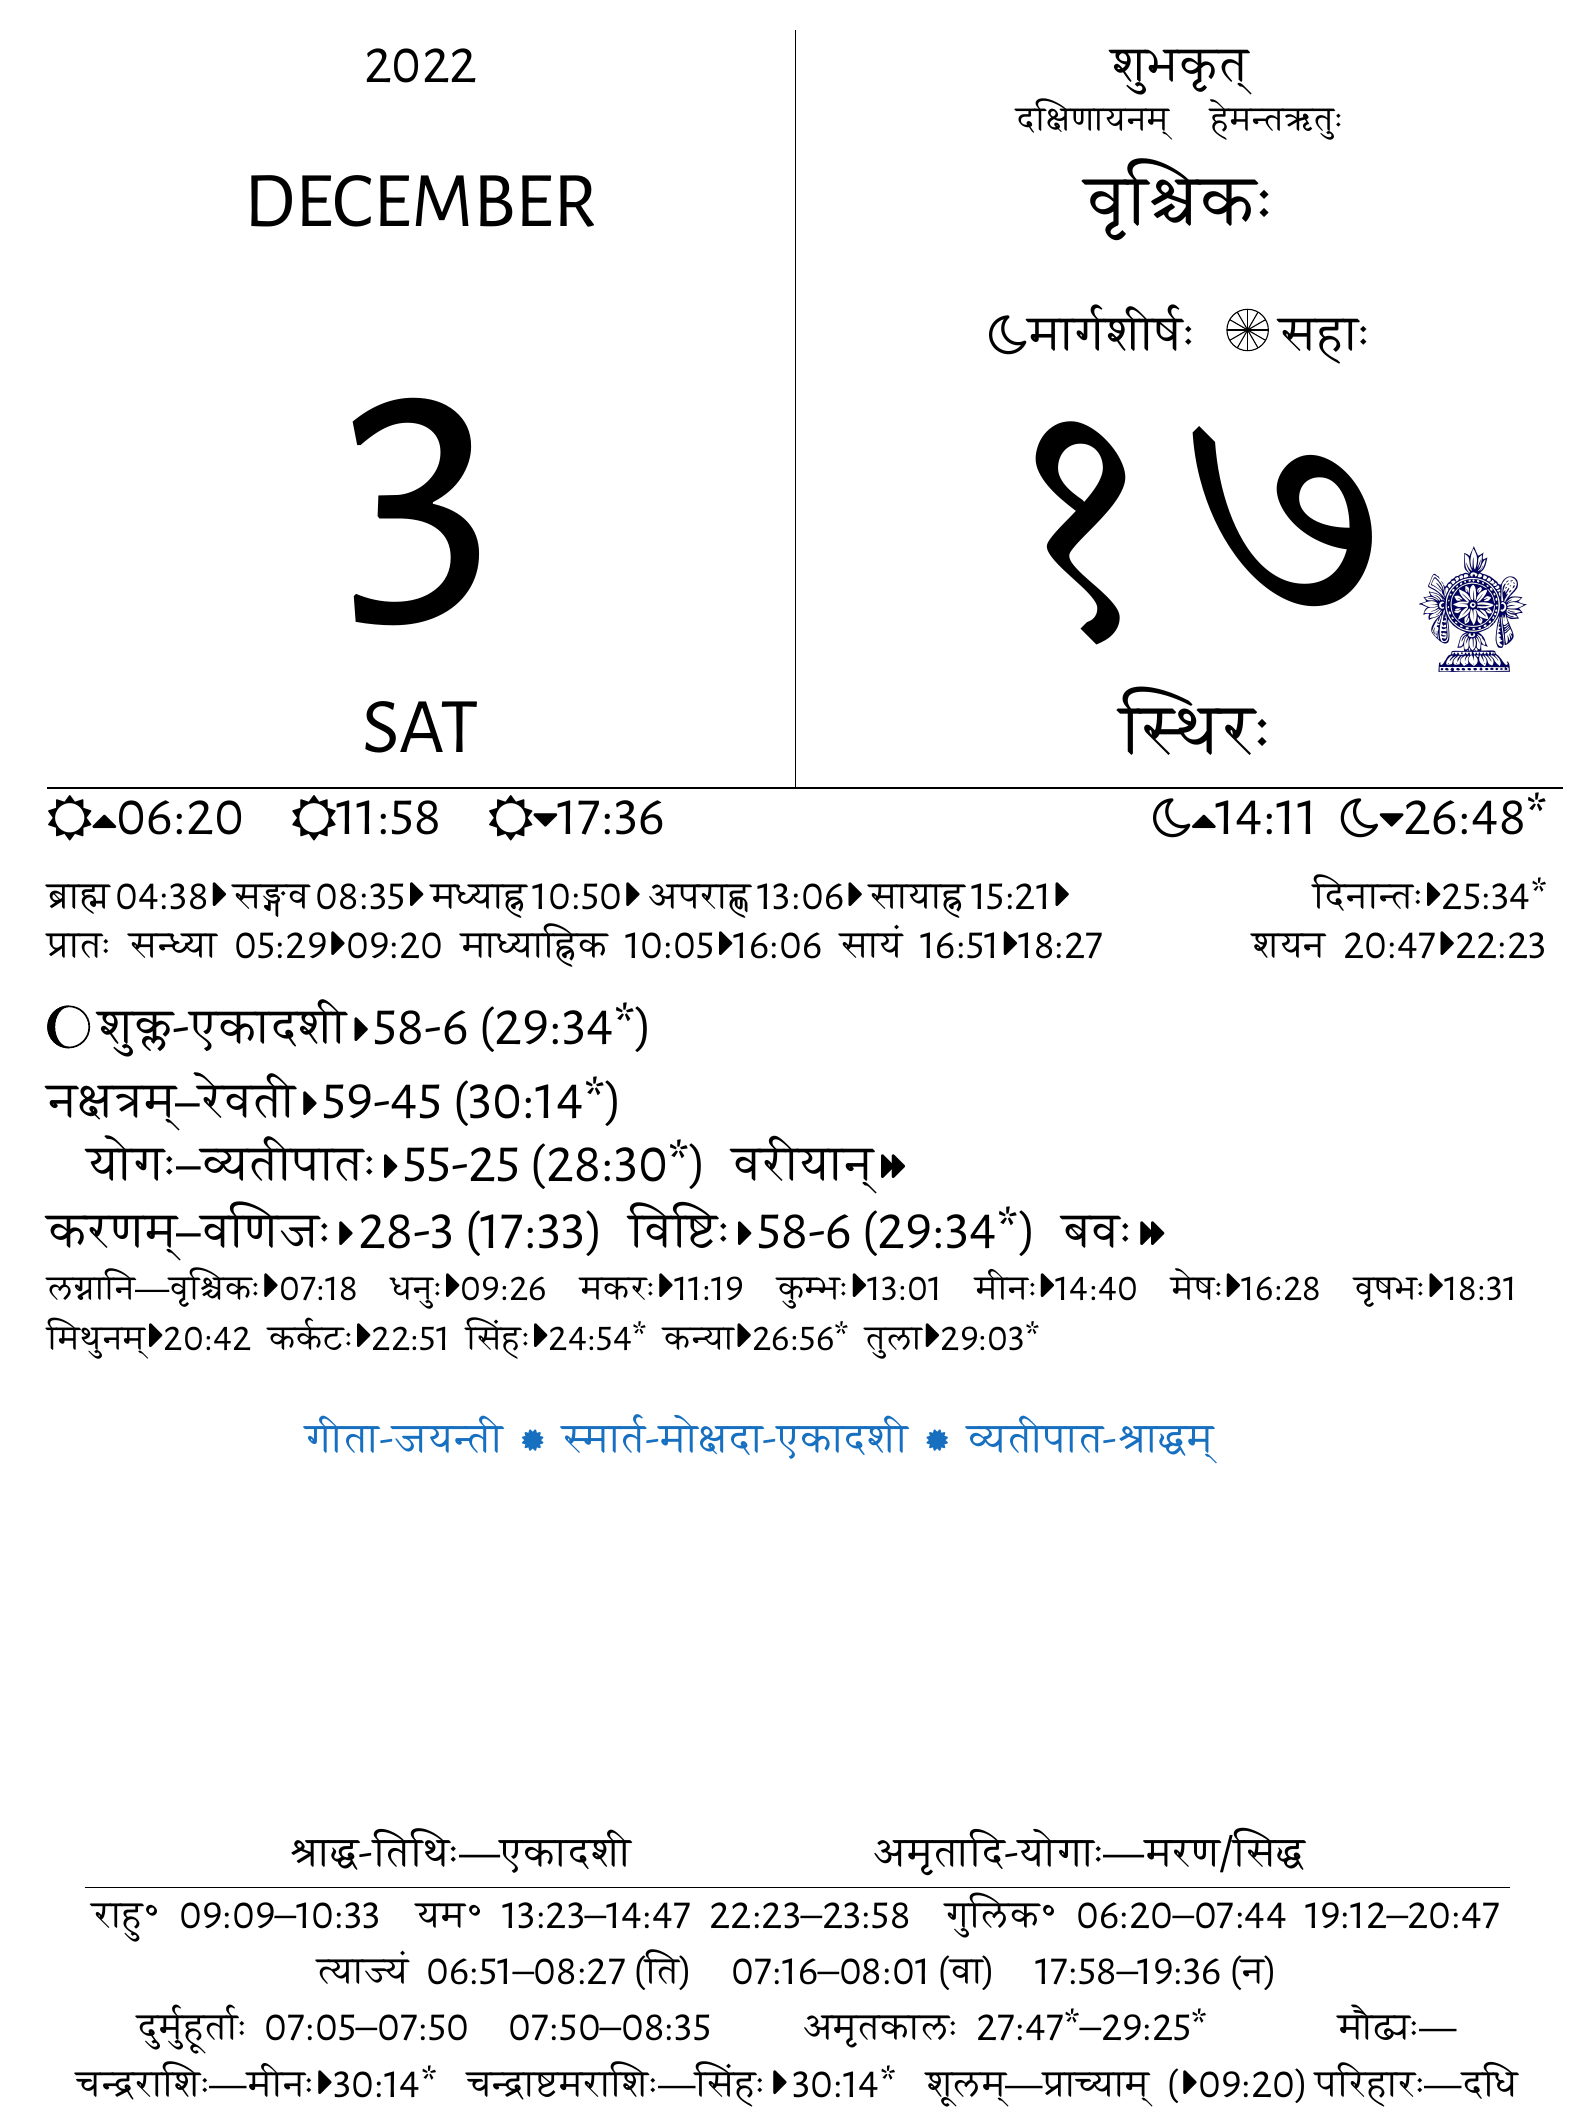 2022
DECEMBER
3
SAT
शुभकृत्
दक्षिणायनम् हेमन्तऋतुः
वृश्चिकः
मार्गशीर्षः सहाः
१७
स्थिरः
06:20 11:58 17:36 14:11 26:48*
ब्राह्म 04:38 सङ्गव 08:35 मध्याह्न 10:50 अपराह्ण 13:06 सायाह्न 15:21 दिनान्तः 25:34*
प्रातः सन्ध्या 05:29 09:20 माध्याह्निक 10:05 16:06 सायं 16:51 18:27 शयन 20:47 22:23
शुक्ल-एकादशी 58-6 (29:34*)
नक्षत्रम्–रेवती 59-45 (30:14*)
योगः–व्यतीपातः 55-25 (28:30*) वरीयान्
करणम्–वणिजः 28-3 (17:33) विष्टिः 58-6 (29:34*) बवः
लग्नानि—वृश्चिकः 07:18 धनुः 09:26 मकरः 11:19 कुम्भः 13:01 मीनः 14:40 मेषः 16:28 वृषभः 18:31
मिथुनम् 20:42 कर्कटः 22:51 सिंहः 24:54* कन्या 26:56* तुला 29:03*
गीता-जयन्ती ✹ स्मार्त-मोक्षदा-एकादशी ✹ व्यतीपात-श्राद्धम्
श्राद्ध-तिथिः—एकादशी अमृतादि-योगाः—मरण/सिद्ध
राहु॰ 09:09–10:33 यम॰ 13:23–14:47 22:23–23:58 गुलिक॰ 06:20–07:44 19:12–20:47
त्याज्यं 06:51–08:27 (ति) 07:16–08:01 (वा) 17:58–19:36 (न)
दुर्मुहूर्ताः 07:05–07:50 07:50–08:35 अमृतकालः 27:47*–29:25* मौढ्यः—
चन्द्रराशिः—मीनः 30:14* चन्द्राष्टमराशिः—सिंहः 30:14* शूलम्—प्राच्याम् (09:20) परिहारः—दधि